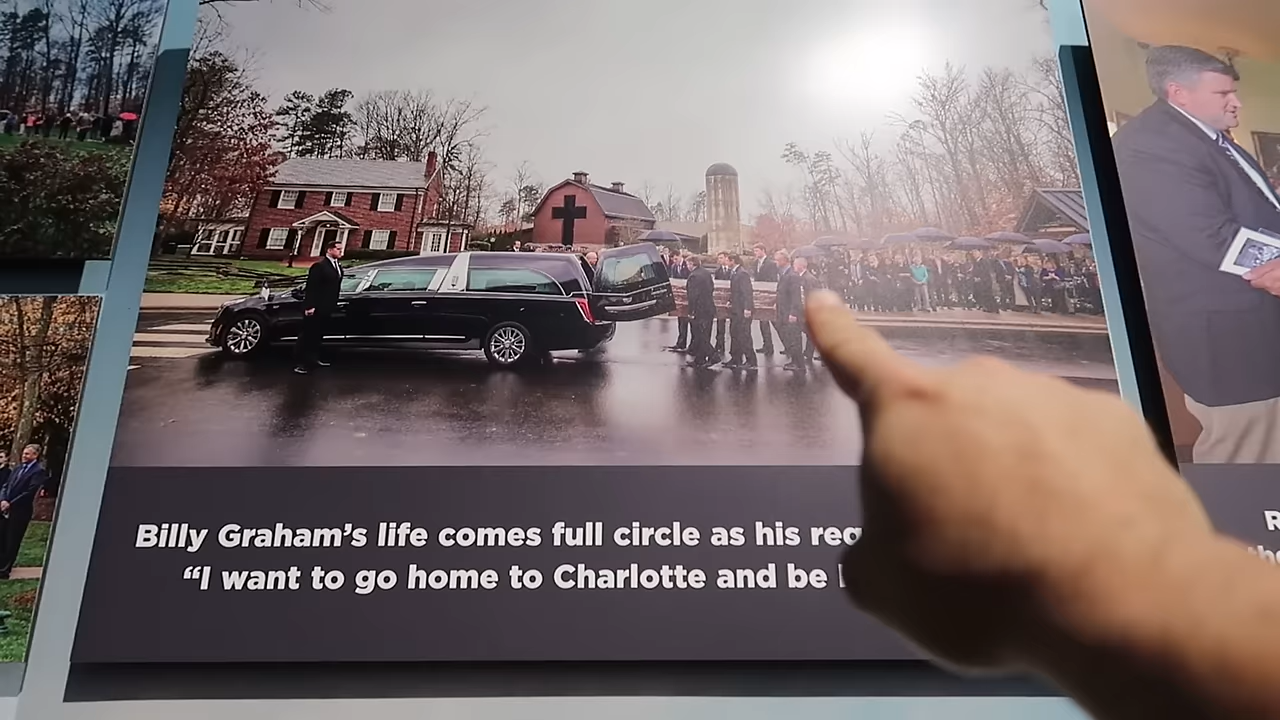 Billy Graham's life comes full circle as his req
“I want to go home to Charlotte and be